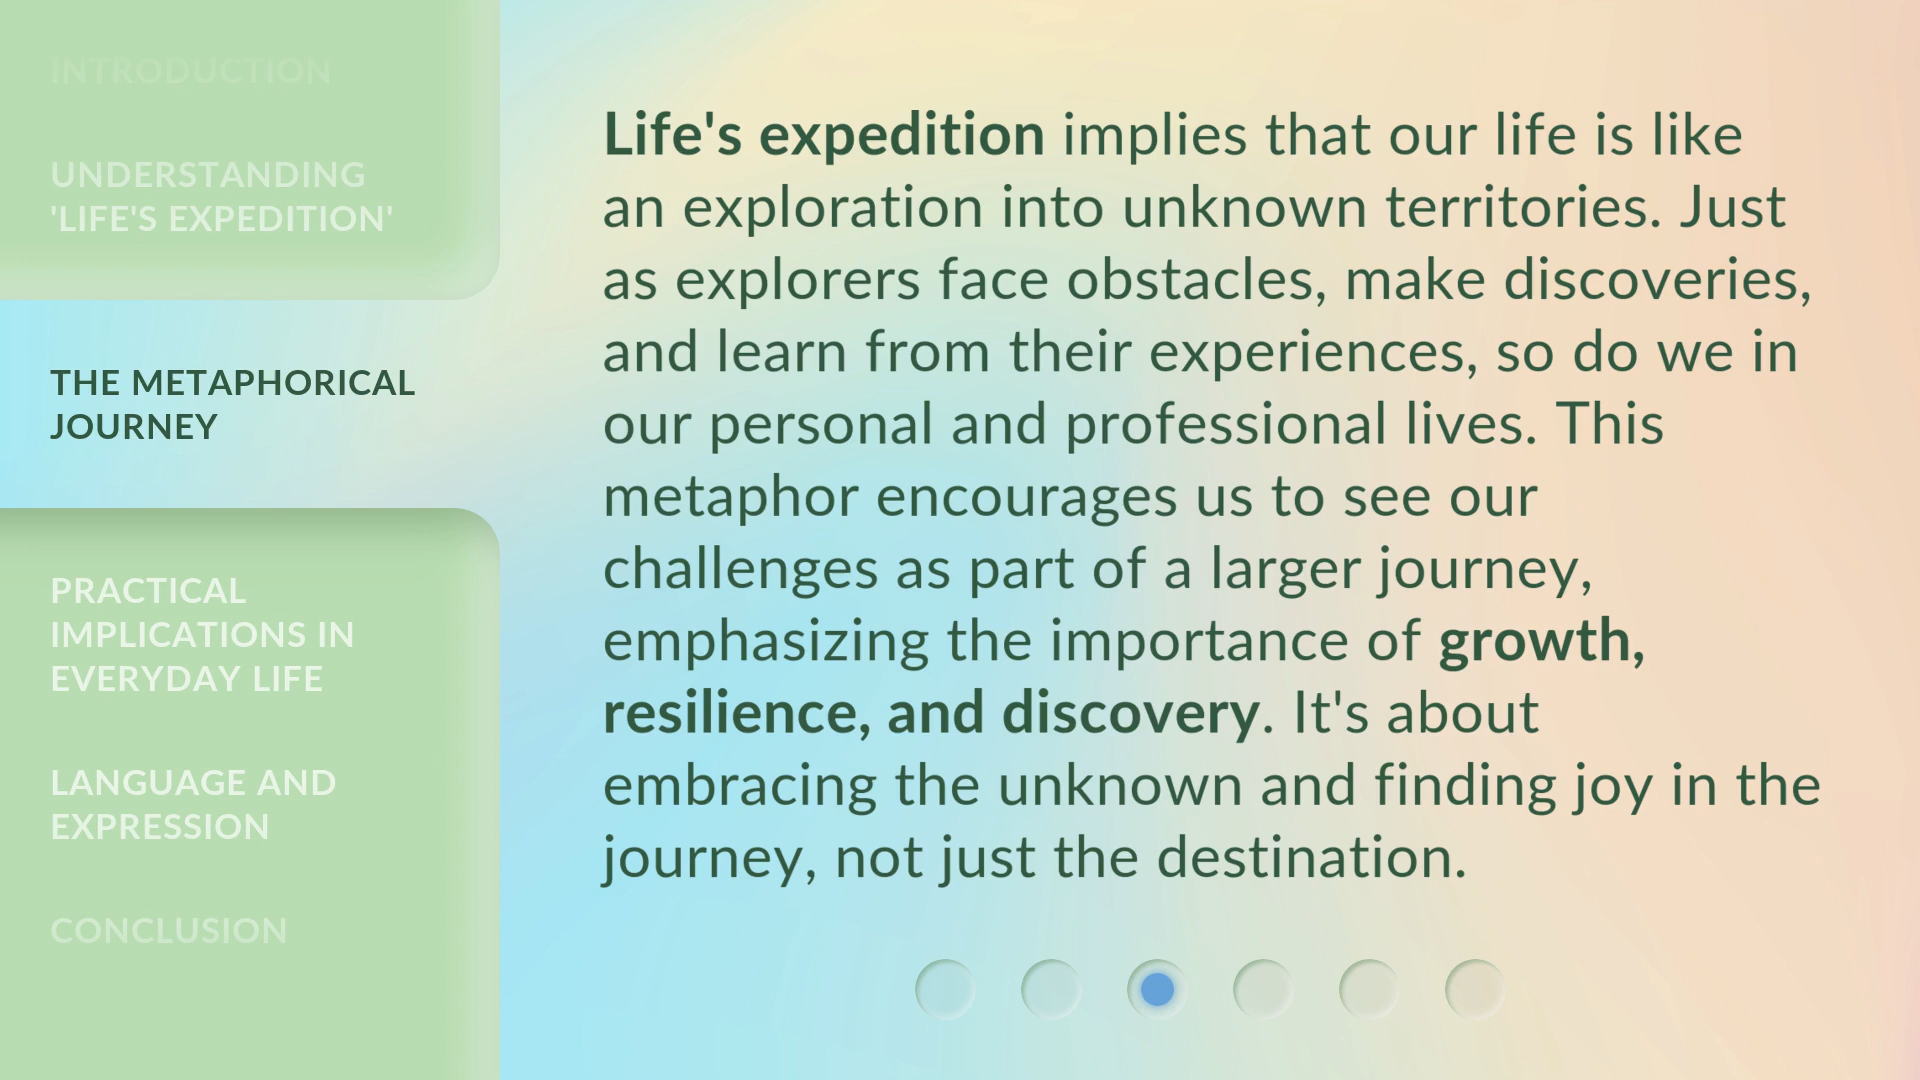 INTRODUCTION
UNDERSTANDING
'LIFE'S EXPEDITION'
THE METAPHORICAL
JOURNEY
PRACTICAL
IMPLICATIONS IN
EVERYDAY LIFE
LANGUAGE AND
EXPRESSION
CONCLUSION
Life's expedition implies that our life is like
an exploration into unknown territories. Just
as explorers face obstacles, make discoveries,
and learn from their experiences, so do we in
our personal and professional lives. This
metaphor encourages us to see our
challenges as part of a larger journey,
emphasizing the importance of growth,
resilience, and discovery. It's about
embracing the unknown and finding joy in the
journey, not just the destination.